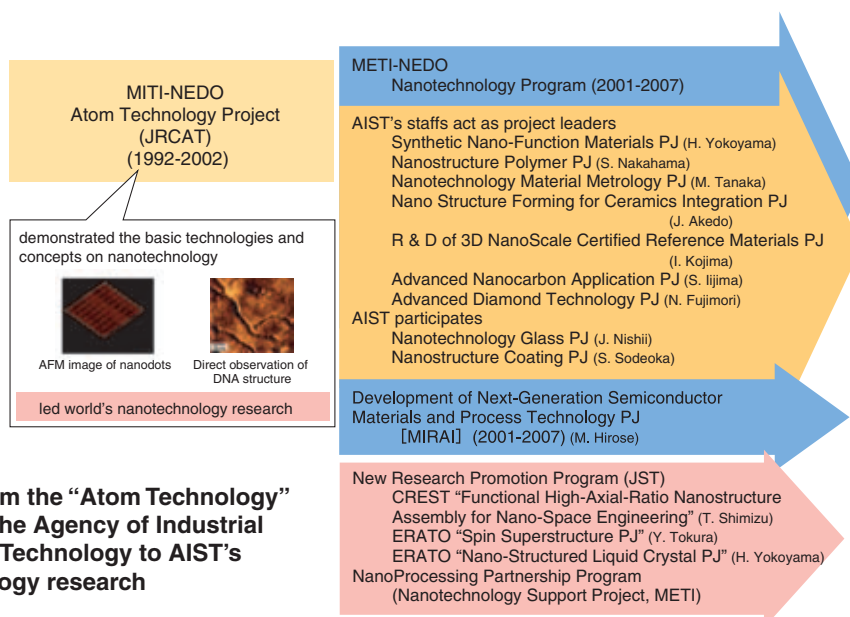 MITI-NEDO
Atom Technology Project
(JRCAT)
(1992-2002)
demonstrated the basic technologies and
concepts on nanotechnology
AFM image of nanodots
Direct observation of
DNA structure
led world's nanotechnology research
METI-NEDO
Nanotechnology Program (2001-2007)
AIST's staffs act as project leaders
Synthetic Nano-Function Materials PJ (H. Yokoyama)
Nanostructure Polymer PJ (S. Nakahama)
Nanotechnology Material Metrology PJ (M. Tanaka)
Nano Structure Forming for Ceramics Integration PJ
(J. Akedo)
R & D of 3D NanoScale Certified Reference Materials PJ
(I. Kojima)
Advanced Nanocarbon Application PJ (S. Iijima)
Advanced Diamond Technology PJ (N. Fujimori)
AIST participates
Nanotechnology Glass PJ (J. Nishii)
Nanostructure Coating PJ (S. Sodeoka)
Development of Next-Generation Semiconductor
Materials and Process Technology PJ
［MIRAI］(2001-2007) (M. Hirose)
New Research Promotion Program (JST)
CREST “Functional High-Axial-Ratio Nanostructure
Assembly for Nano-Space Engineering” (T. Shimizu)
ERATO “Spin Superstructure PJ” (Y. Tokura)
ERATO “Nano-Structured Liquid Crystal PJ” (H. Yokoyama)
NanoProcessing Partnership Program
(Nanotechnology Support Project, METI)
m the “Atom Technology”
he Agency of Industrial
Technology to AIST's
logy research